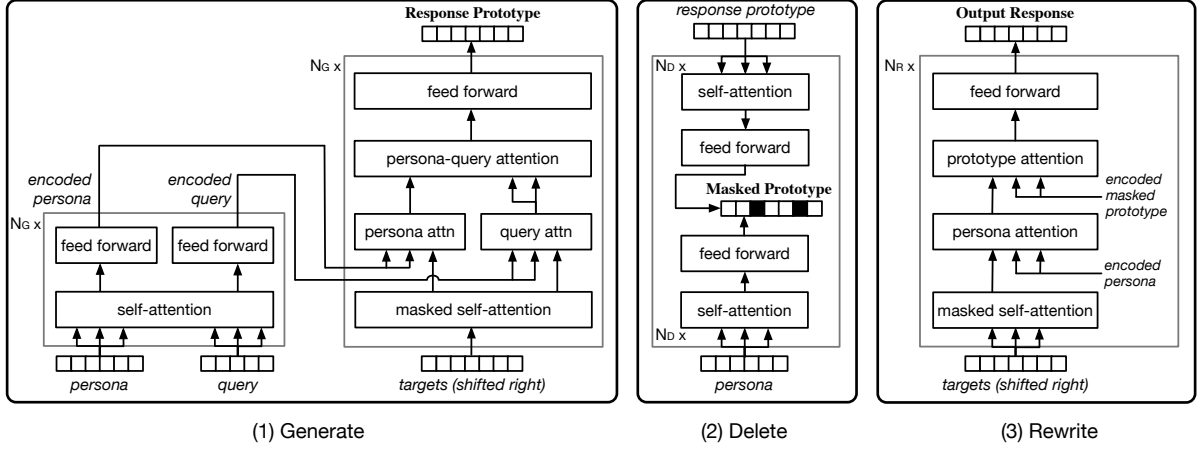 Response Prototype
NG x
feed forward
persona-query attention
encoded
persona
encoded
query
NG x
feed forward
feed forward
persona attn
query attn
self-attention
masked self-attention
persona
query
targets (shifted right)
(1) Generate
response prototype
ND x
self-attention
feed forward
Masked Prototype
feed forward
self-attention
ND x
persona
(2) Delete
Output Response
NR x
feed forward
prototype attention
encoded
masked
prototype
persona attention
encoded
persona
masked self-attention
targets (shifted right)
(3) Rewrite